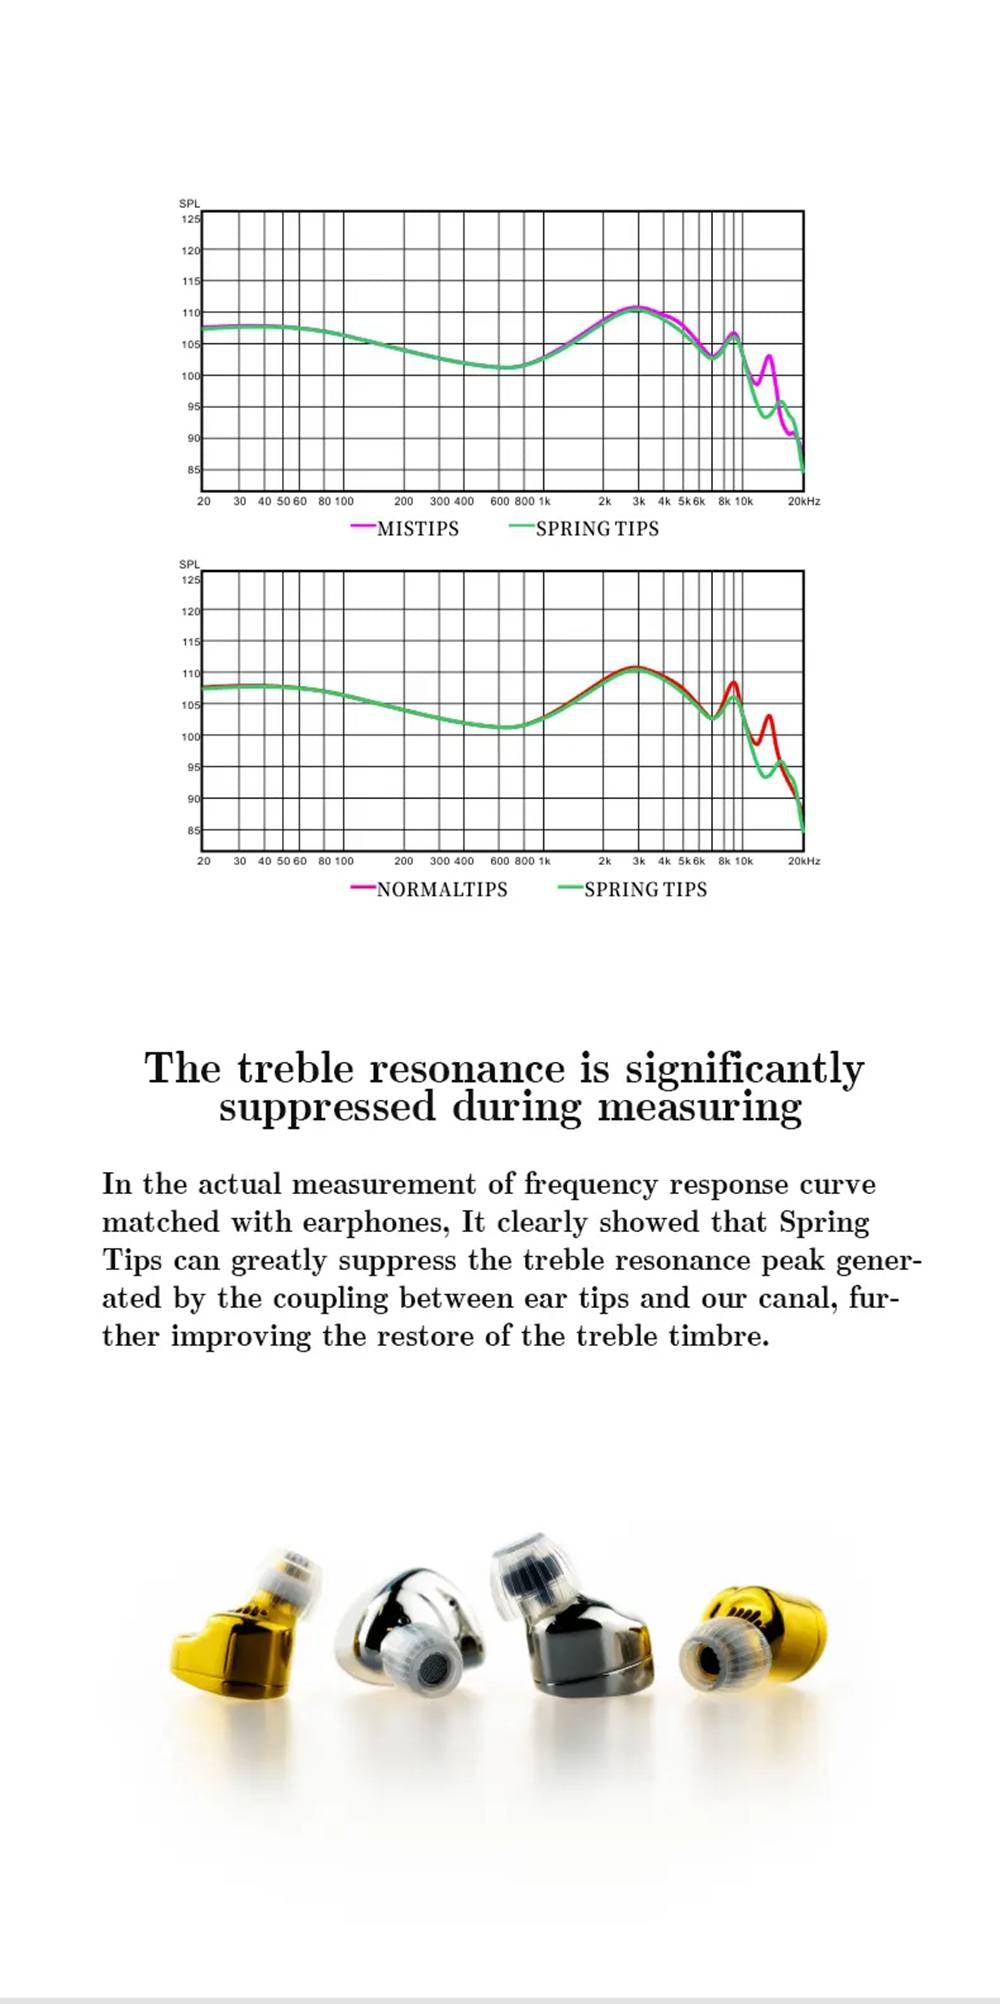 SPL
125
120
115
110
105
100
95
90
85
20 30 40 50 60 80 100 200 300 400 600 800 1k 2k 3k 4k 5k 6k 8k 10k 20kHz
MISTIPS SPRING TIPS
SPL
125
120
115
110
105
100
95
90
85
20 30 40 50 60 80 100 200 300 400 600 800 1k 2k 3k 4k 5k 6k 8k 10k 20kHz
NORMALTIPS SPRING TIPS
The treble resonance is significantly
suppressed during measuring
In the actual measurement of frequency response curve
matched with earphones, It clearly showed that Spring
Tips can greatly suppress the treble resonance peak gener-
ated by the coupling between ear tips and our canal, fur-
ther improving the restore of the treble timbre.